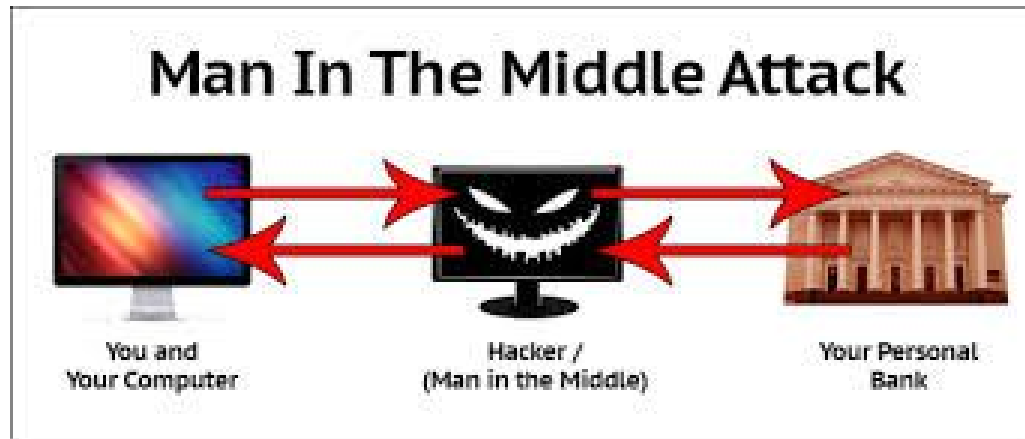 Man In The Middle Attack
You and
Your Computer
Hacker /
(Man in the Middle)
Your Personal
Bank